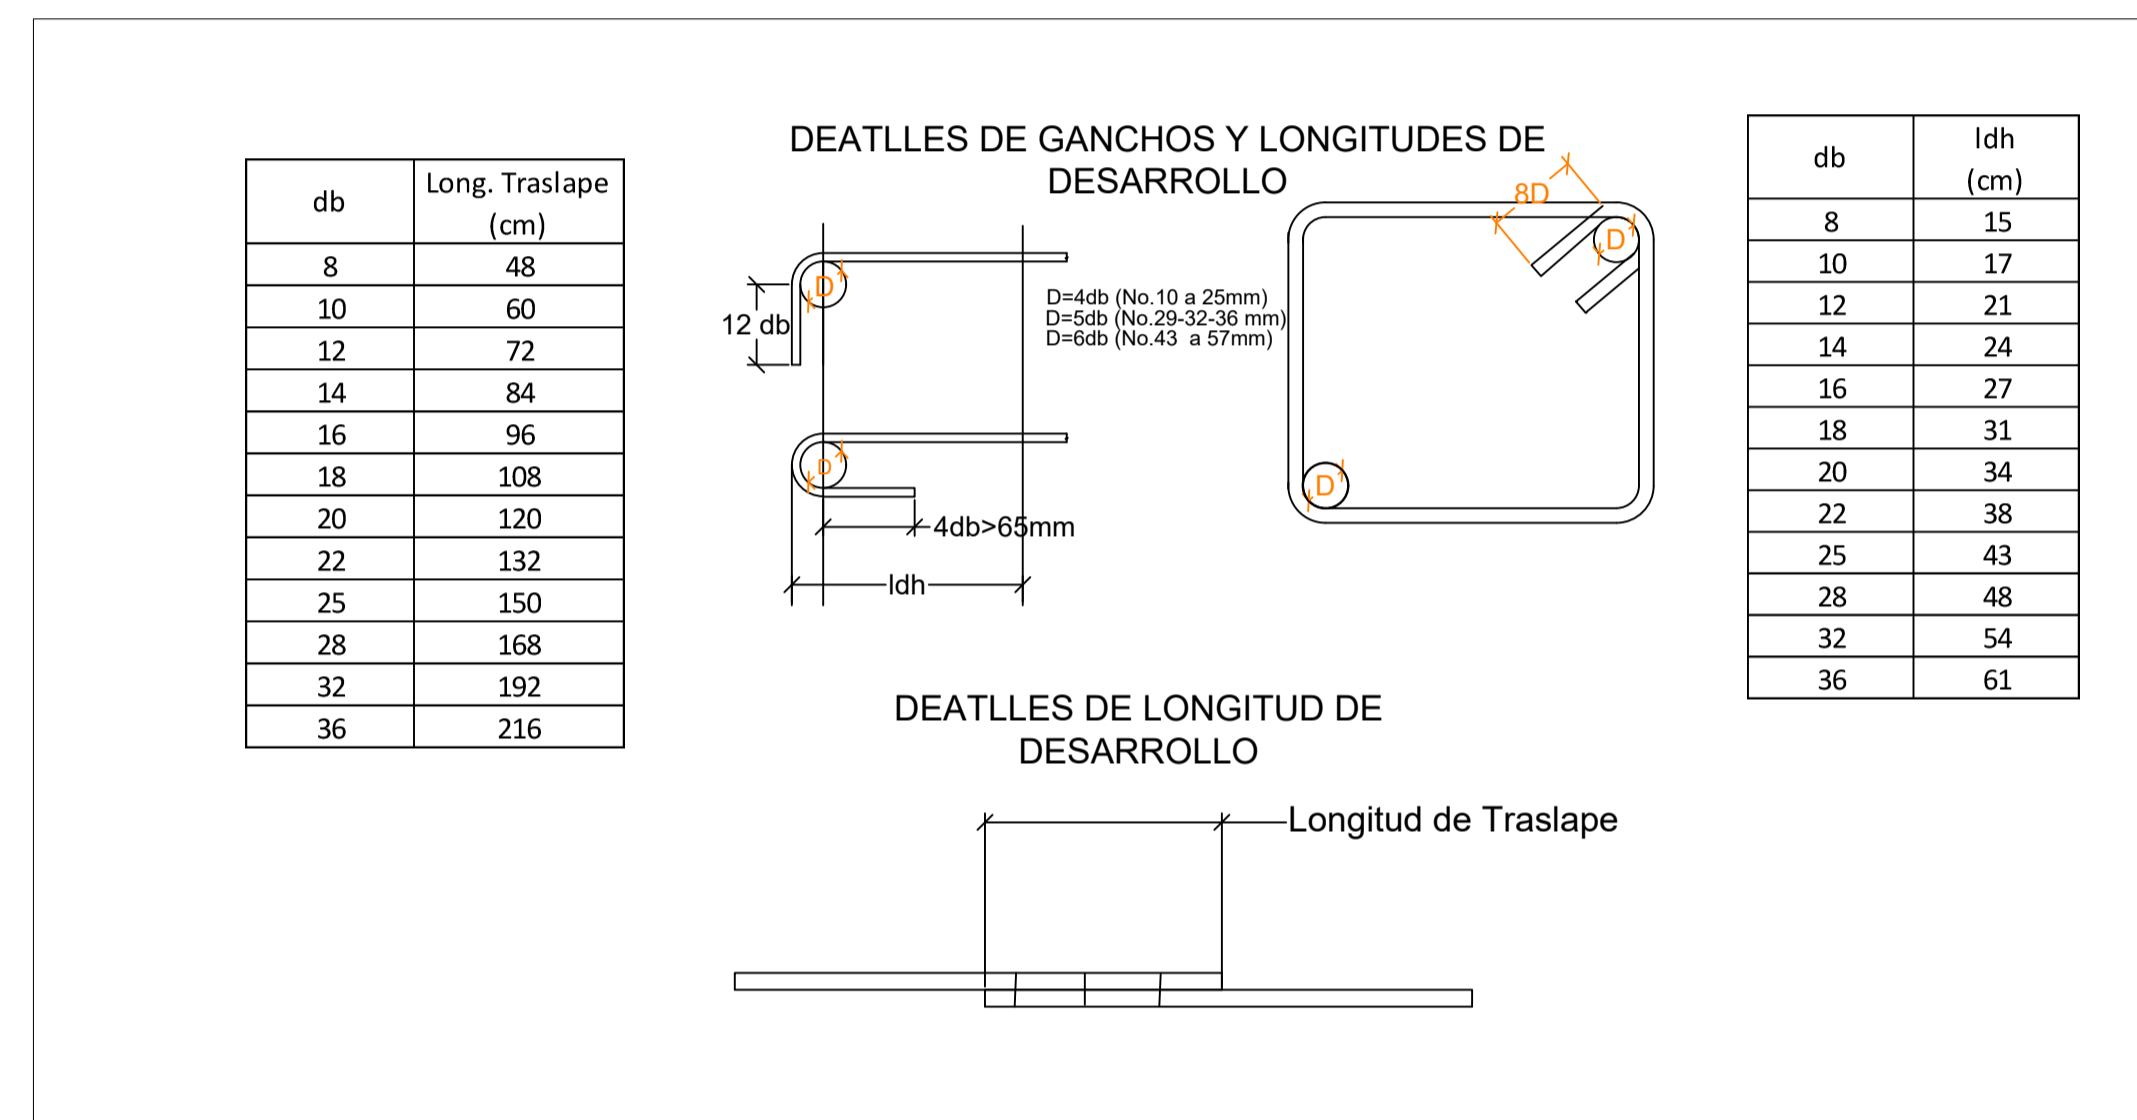 DEATLLES DE GANCHOS Y LONGITUDES DE
DESARROLLO
db Long. Traslape
(cm)
8 48
10 60
12 72
14 84
16 96
18 108
20 120
22 132
25 150
28 168
32 192
36 216
D
12 db
D
4db>65mm
ldh
D=4db (No.10 a 25mm)
D=5db (No.29-32-36 mm)
D=6db (No.43 a 57mm)
8D
D
D
db ldh
(cm)
8 15
10 17
12 21
14 24
16 27
18 31
20 34
22 38
25 43
28 48
32 54
36 61
DEATLLES DE LONGITUD DE
DESARROLLO
Longitud de Traslape